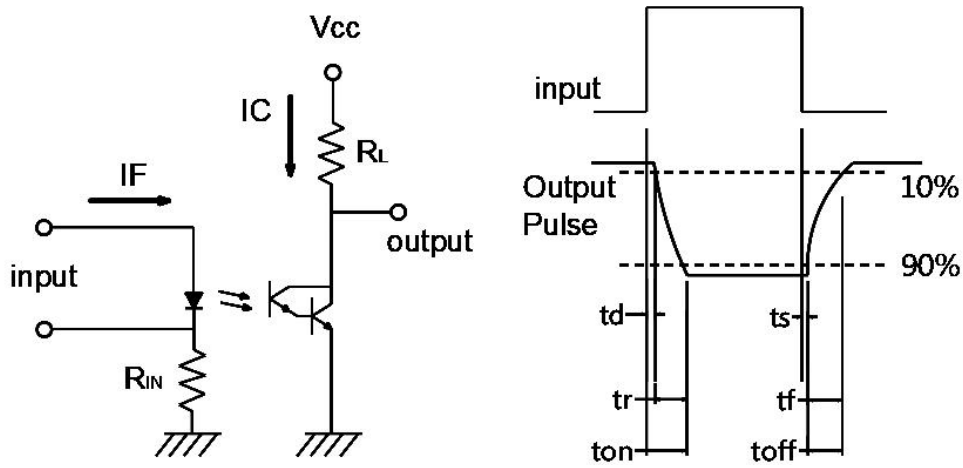 Vcc
IC
RL
IF
output
input
RIN
input
Output
Pulse
10%
90%
td
ts
tr
tf
ton
toff